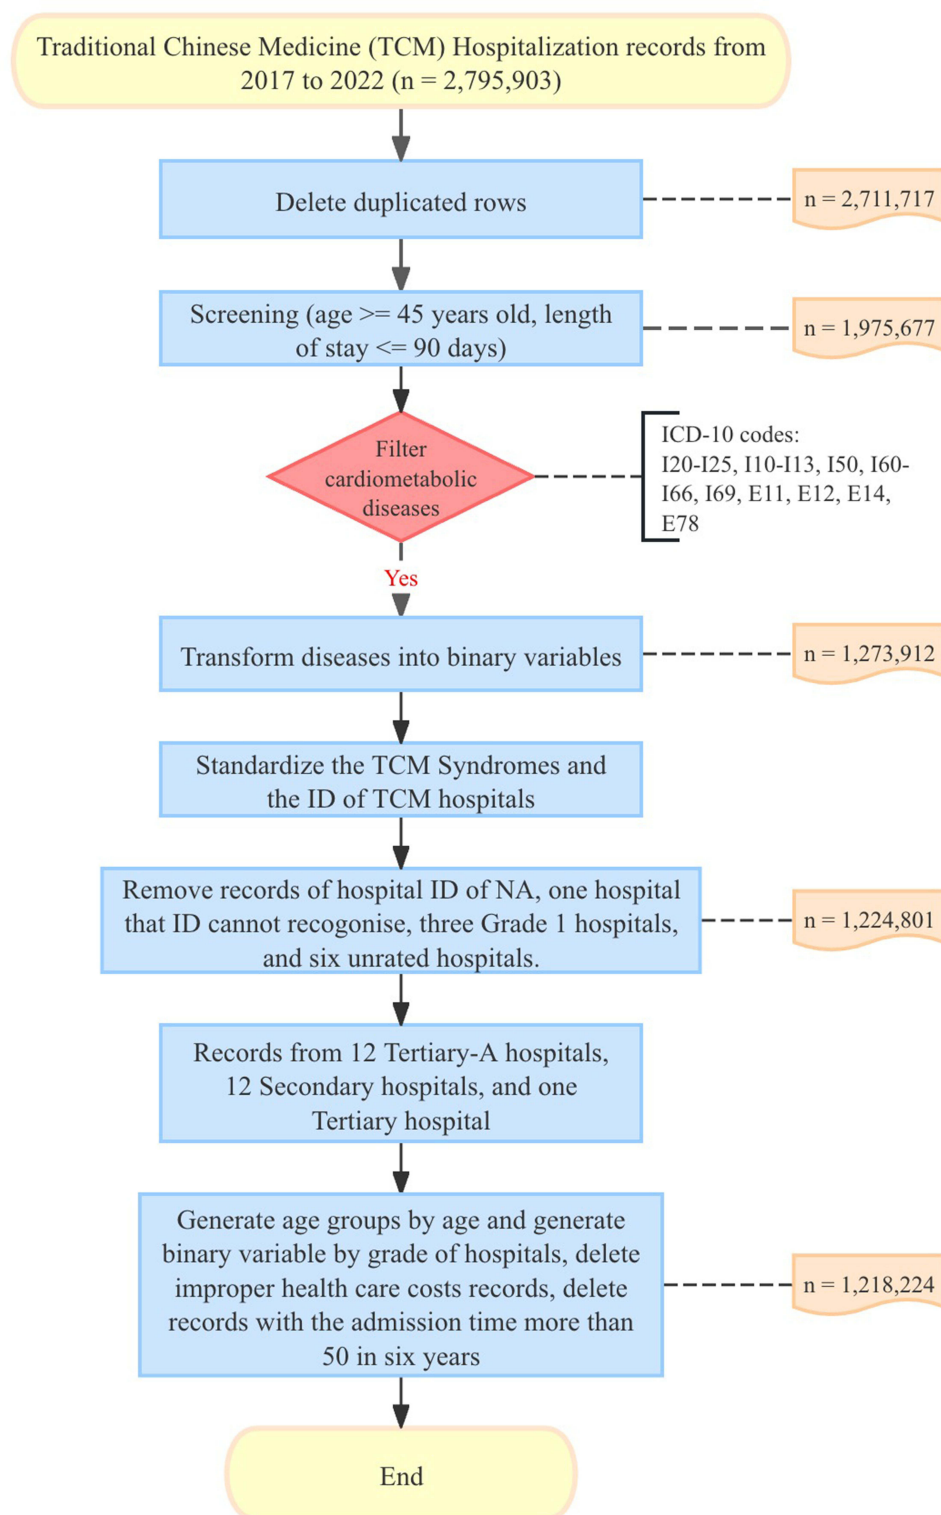 Traditional Chinese Medicine (TCM) Hospitalization records from
2017 to 2022 (n = 2,795,903)
Delete duplicated rows
n = 2,711,717
Screening (age >= 45 years old, length
of stay <= 90 days)
n = 1,975,677
Filter
cardiometabolic
diseases
ICD-10 codes:
I20-I25, I10-I13, I50, I60-
I66, I69, E11, E12, E14,
E78
Yes
Transform diseases into binary variables
n = 1,273,912
Standardize the TCM Syndromes and
the ID of TCM hospitals
Remove records of hospital ID of NA, one hospital
that ID cannot recogonise, three Grade 1 hospitals,
and six unrated hospitals.
n = 1,224,801
Records from 12 Tertiary-A hospitals,
12 Secondary hospitals, and one
Tertiary hospital
Generate age groups by age and generate
binary variable by grade of hospitals, delete
improper health care costs records, delete
records with the admission time more than
50 in six years
n = 1,218,224
End